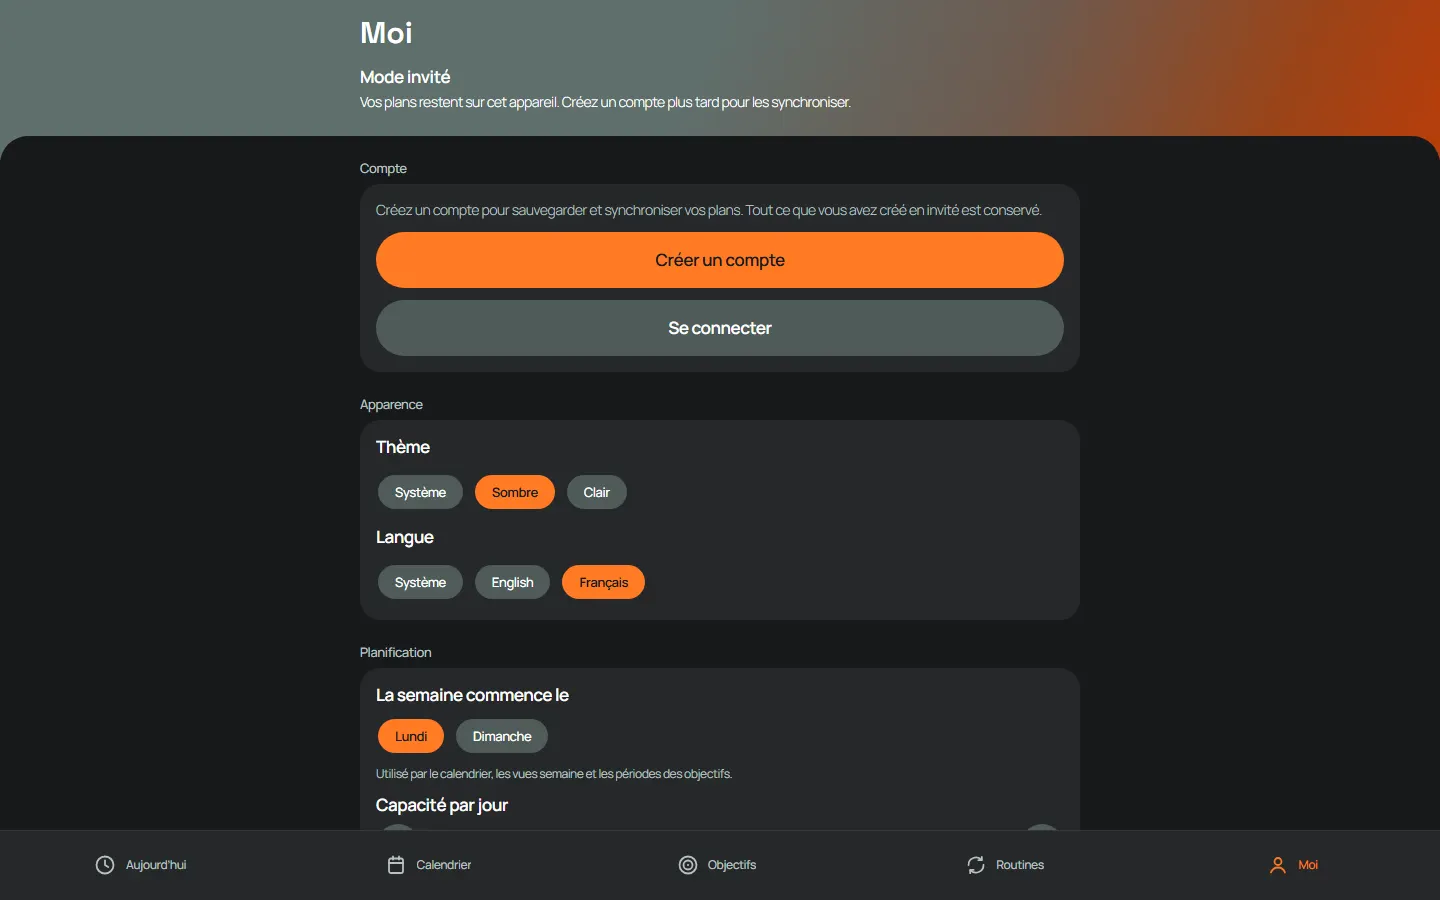 Moi
Mode invité
Vos plans restent sur cet appareil. Créez un compte plus tard pour les synchroniser.
Compte
Créez un compte pour sauvegarder et synchroniser vos plans. Tout ce que vous avez créé en invité est conservé.
Créer un compte
Se connecter
Apparence
Thème
Système Sombre Clair
Langue
Système English Français
Planification
La semaine commence le
Lundi Dimanche
Utilisé par le calendrier, les vues semaine et les périodes des objectifs.
Capacité par jour
Aujourd'hui Calendrier Objectifs Routines Moi